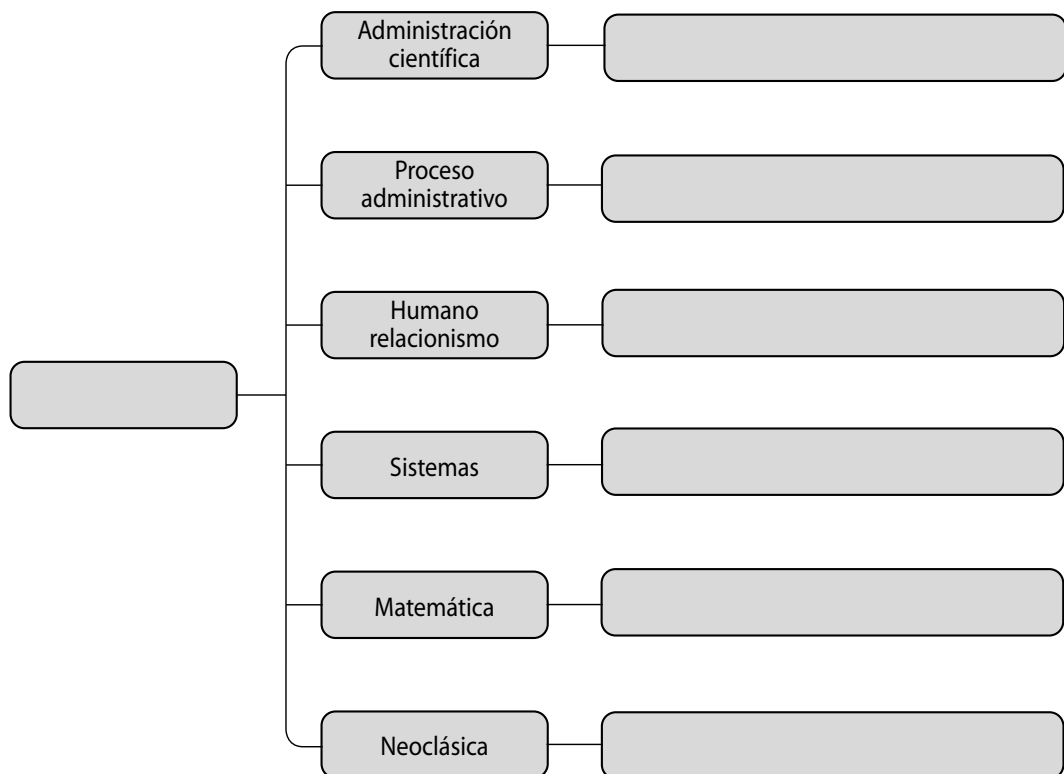 Administración
científica
Proceso
administrativo
Humano
relacionismo
Sistemas
Matemática
Neoclásica